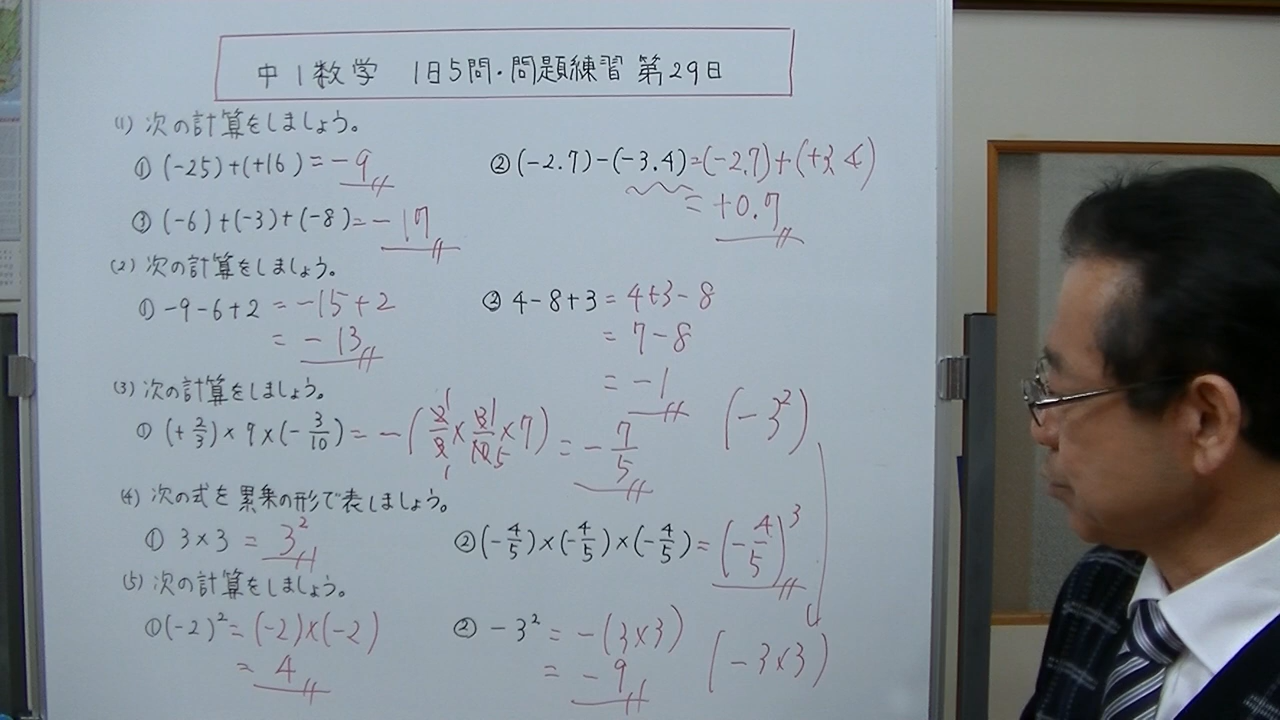 中1数学 1日5問・問題練習 第29日
(1) 次の計算をしましょう。
① (-25)+(+16) = -9
② (-2.7)-(-3.4)=(-2.7)+(+3.4)
= +0.7
③ (-6)+(-3)+(-8)= -17
(2) 次の計算をしましょう。
① -9-6+2 = -15+2
= -13
② 4-8+3 = 4+3-8
= 7-8
= -1
(3) 次の計算をしましょう。
① (+2/3)×7×(-3/10) = -(2/3×3/10×7) = -7/5
(-3²)
(4) 次の式を累乗の形で表しましょう。
① 3×3 = 3²
② (-4/5)×(-4/5)×(-4/5) = (-4/5)³
(5) 次の計算をしましょう。
① (-2)² = (-2)×(-2)
= 4
② -3² = -(3×3)
= -9
(-3×3)